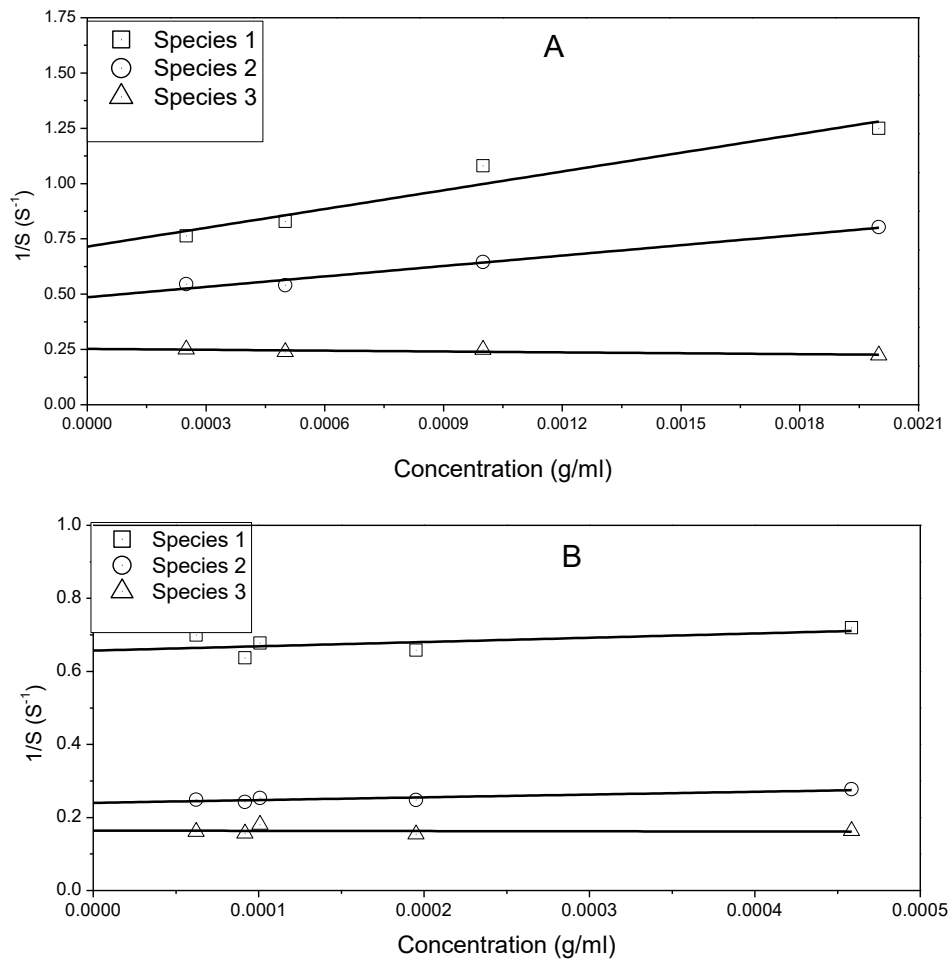 A
Species 1
Species 2
Species 3
1.75
1.50
1.25
1.00
0.75
0.50
0.25
0.00
1/S (S⁻¹)
0.0000 0.0003 0.0006 0.0009 0.0012 0.0015 0.0018 0.0021
Concentration (g/ml)
B
Species 1
Species 2
Species 3
1.0
0.8
0.6
0.4
0.2
0.0
1/S (S⁻¹)
0.0000 0.0001 0.0002 0.0003 0.0004 0.0005
Concentration (g/ml)